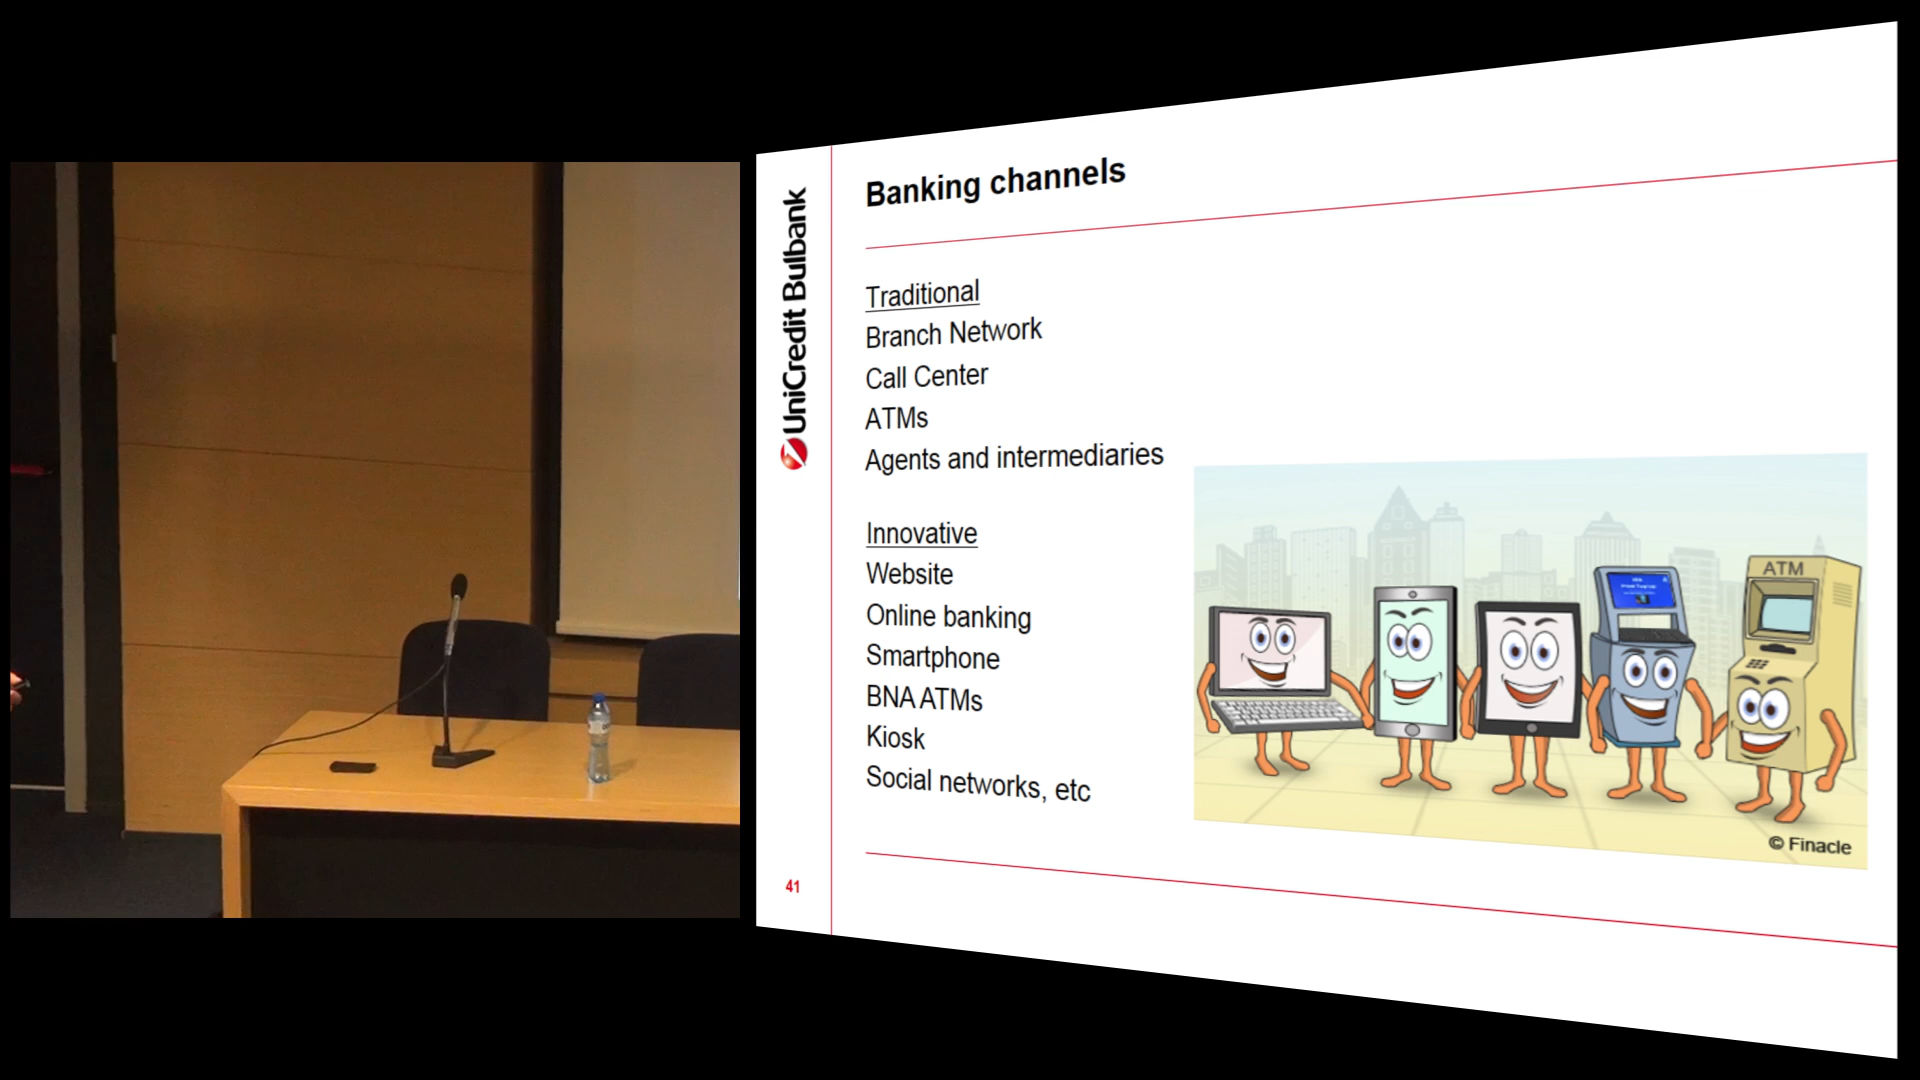 Banking channels
UniCredit Bulbank
Traditional
Branch Network
Call Center
ATMs
Agents and intermediaries
Innovative
Website
Online banking
Smartphone
BNA ATMs
Kiosk
Social networks, etc
ATM
© Finacle
41